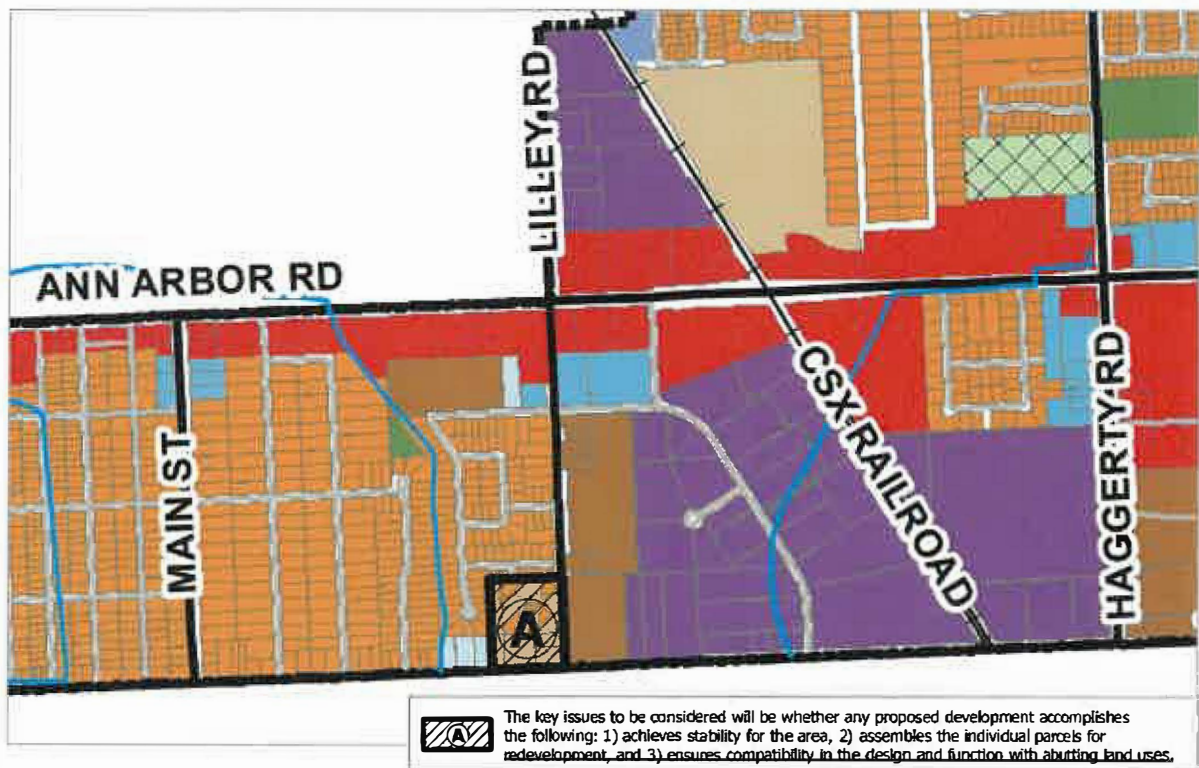 LILLEY RD
ANN ARBOR RD
MAIN ST
CSX RAILROAD
HAGGERTY RD
A
A
The key issues to be considered will be whether any proposed development accomplishes
the following: 1) achieves stability for the area, 2) assembles the individual parcels for
redevelopment, and 3) ensures compatibility in the design and function with abutting land uses.